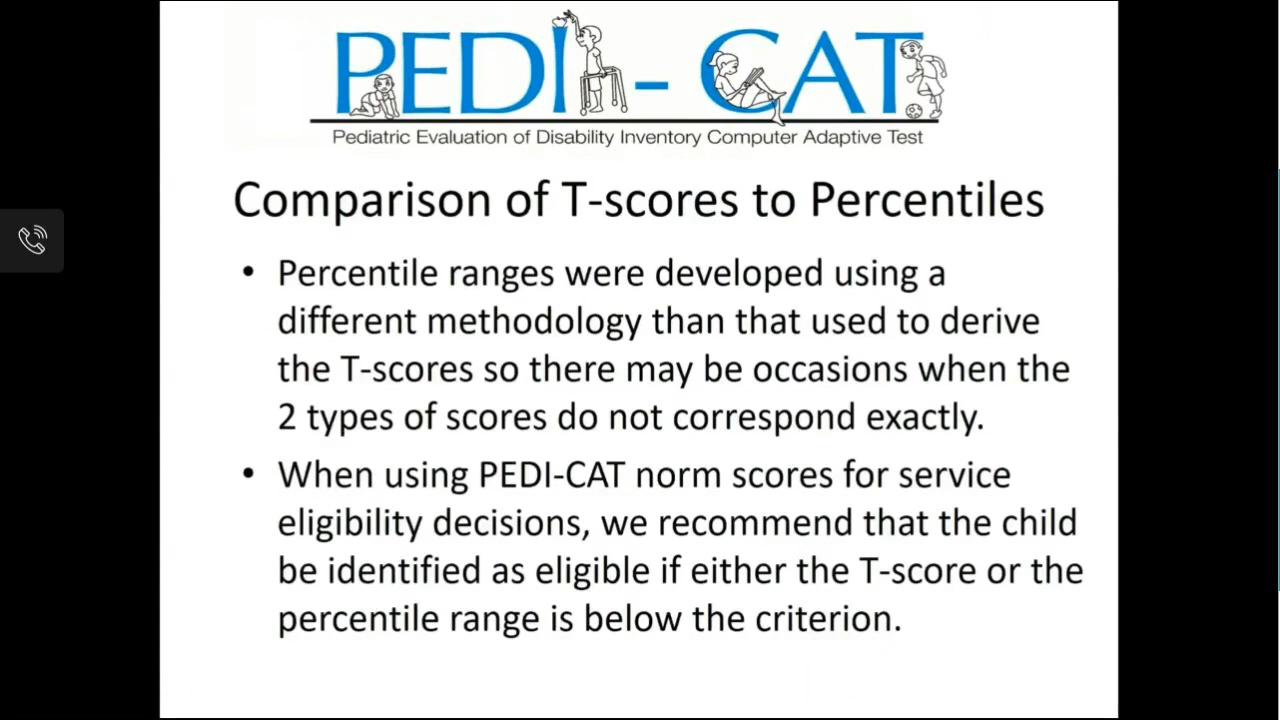 PEDI-CAT
Pediatric Evaluation of Disability Inventory Computer Adaptive Test
Comparison of T-scores to Percentiles
• Percentile ranges were developed using a
different methodology than that used to derive
the T-scores so there may be occasions when the
2 types of scores do not correspond exactly.
• When using PEDI-CAT norm scores for service
eligibility decisions, we recommend that the child
be identified as eligible if either the T-score or the
percentile range is below the criterion.